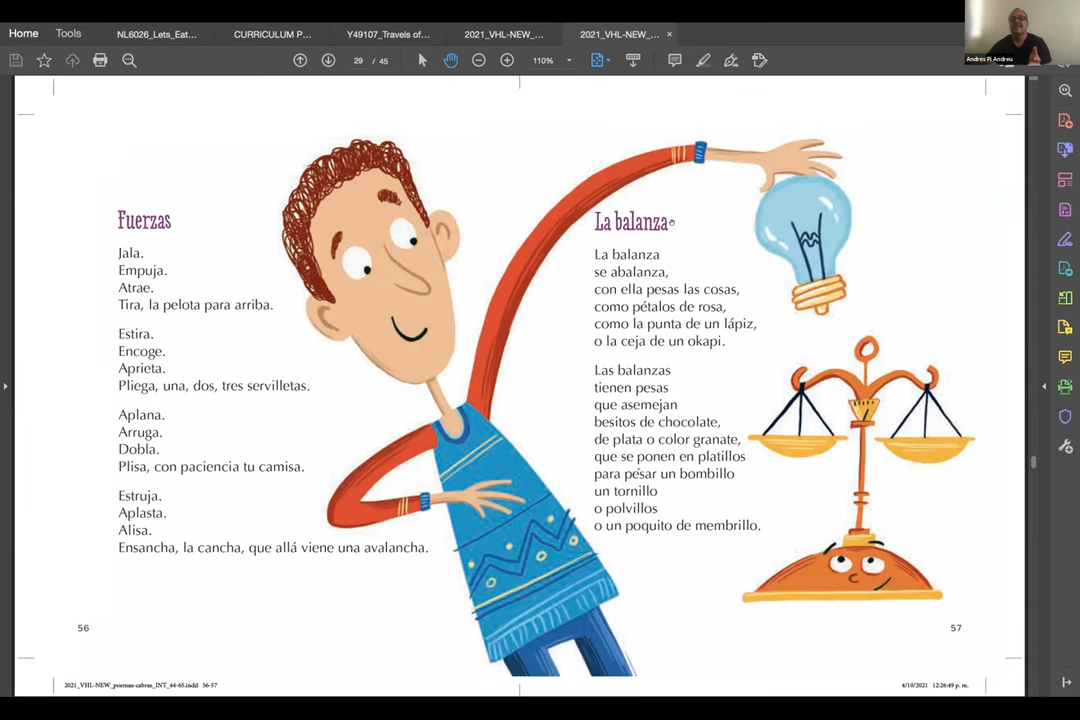 Home
Tools
NL6026_Lets_Eat...
CURRICULUM P...
Y49107_Travels of...
2021_VHL-NEW_...
2021_VHL-NEW_...
29 / 45
110%
Andres Pi Andreu
Fuerzas
Jala.
Empuja.
Atrae.
Tira, la pelota para arriba.
Estira.
Encoge.
Aprieta.
Pliega, una, dos, tres servilletas.
Aplana.
Arruga.
Dobla.
Plisa, con paciencia tu camisa.
Estruja.
Aplasta.
Alisa.
Ensancha, la cancha, que allá viene una avalancha.
56
La balanza
La balanza
se abalanza,
con ella pesas las cosas,
como pétalos de rosa,
como la punta de un lápiz,
o la ceja de un okapi.
Las balanzas
tienen pesas
que asemejan
besitos de chocolate,
de plata o color granate,
que se ponen en platillos
para pesar un bombillo
un tornillo
o polvillos
o un poquito de membrillo.
57
2021_VHL-NEW_poemas-cabras_INT_44-65.indd 56-57
4/10/2021 12:26:49 p. m.